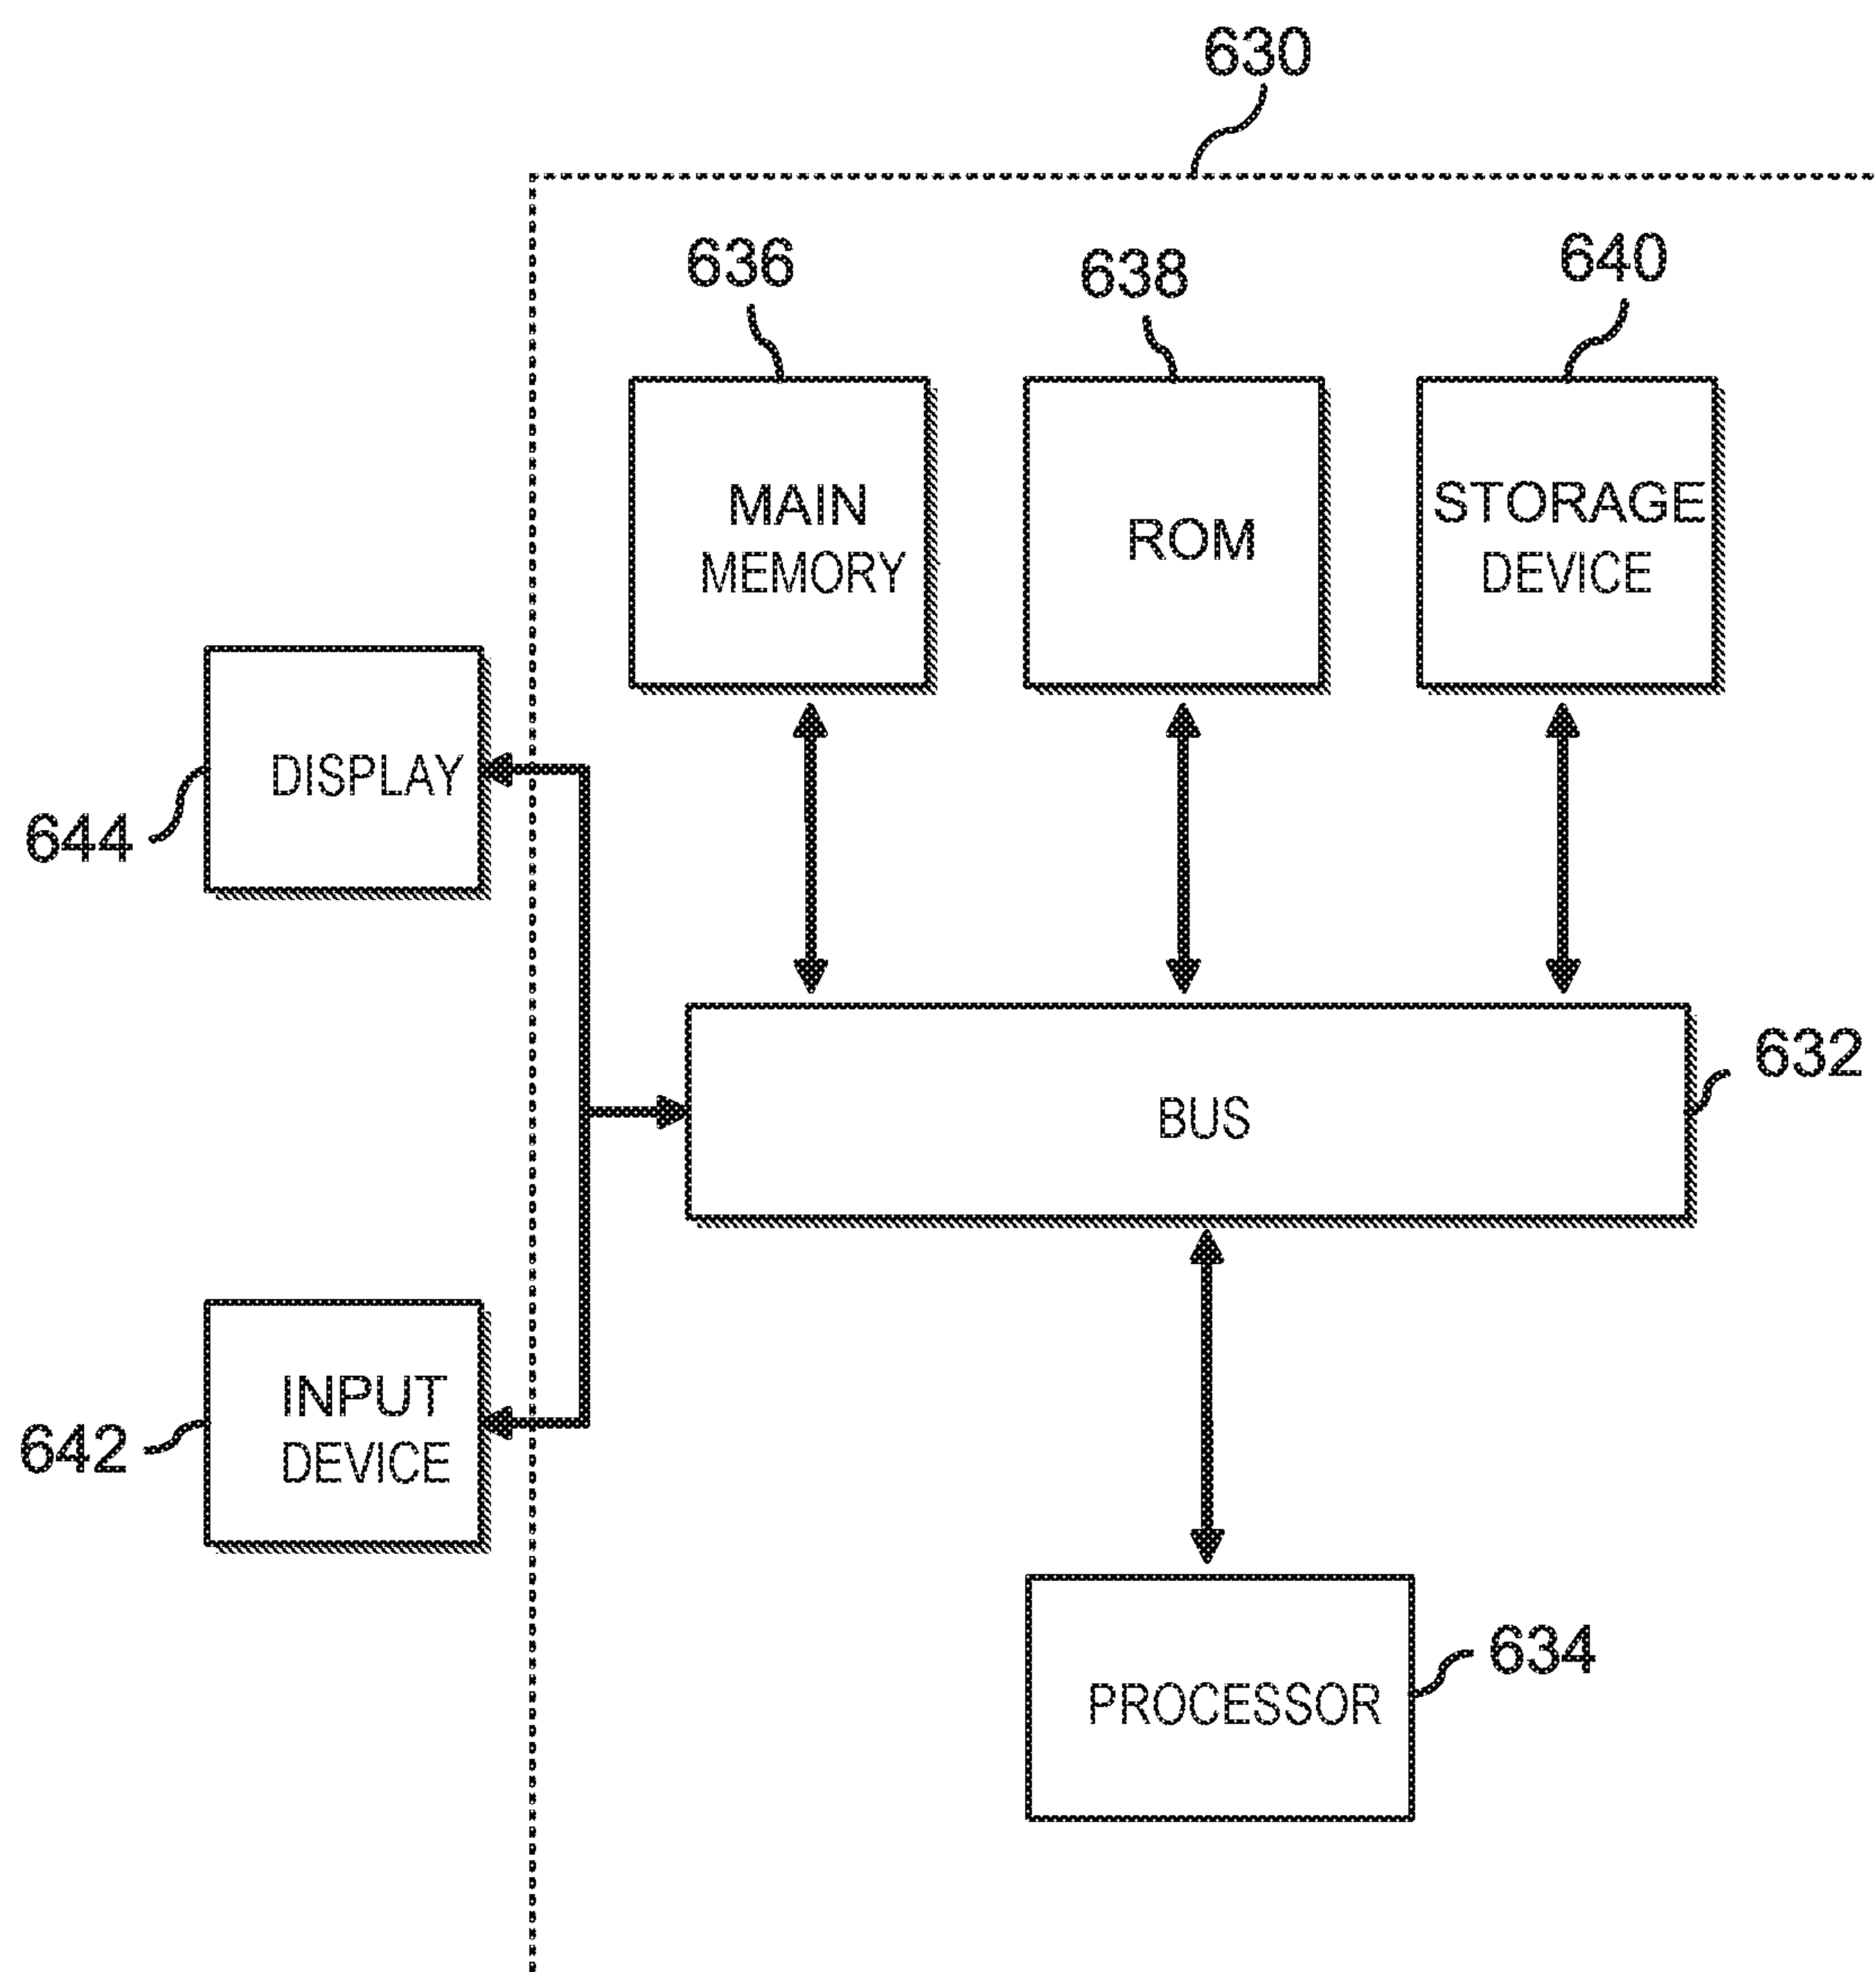 630
636
638
640
MAIN
MEMORY
ROM
STORAGE
DEVICE
DISPLAY
644
BUS
632
INPUT
DEVICE
642
PROCESSOR
634